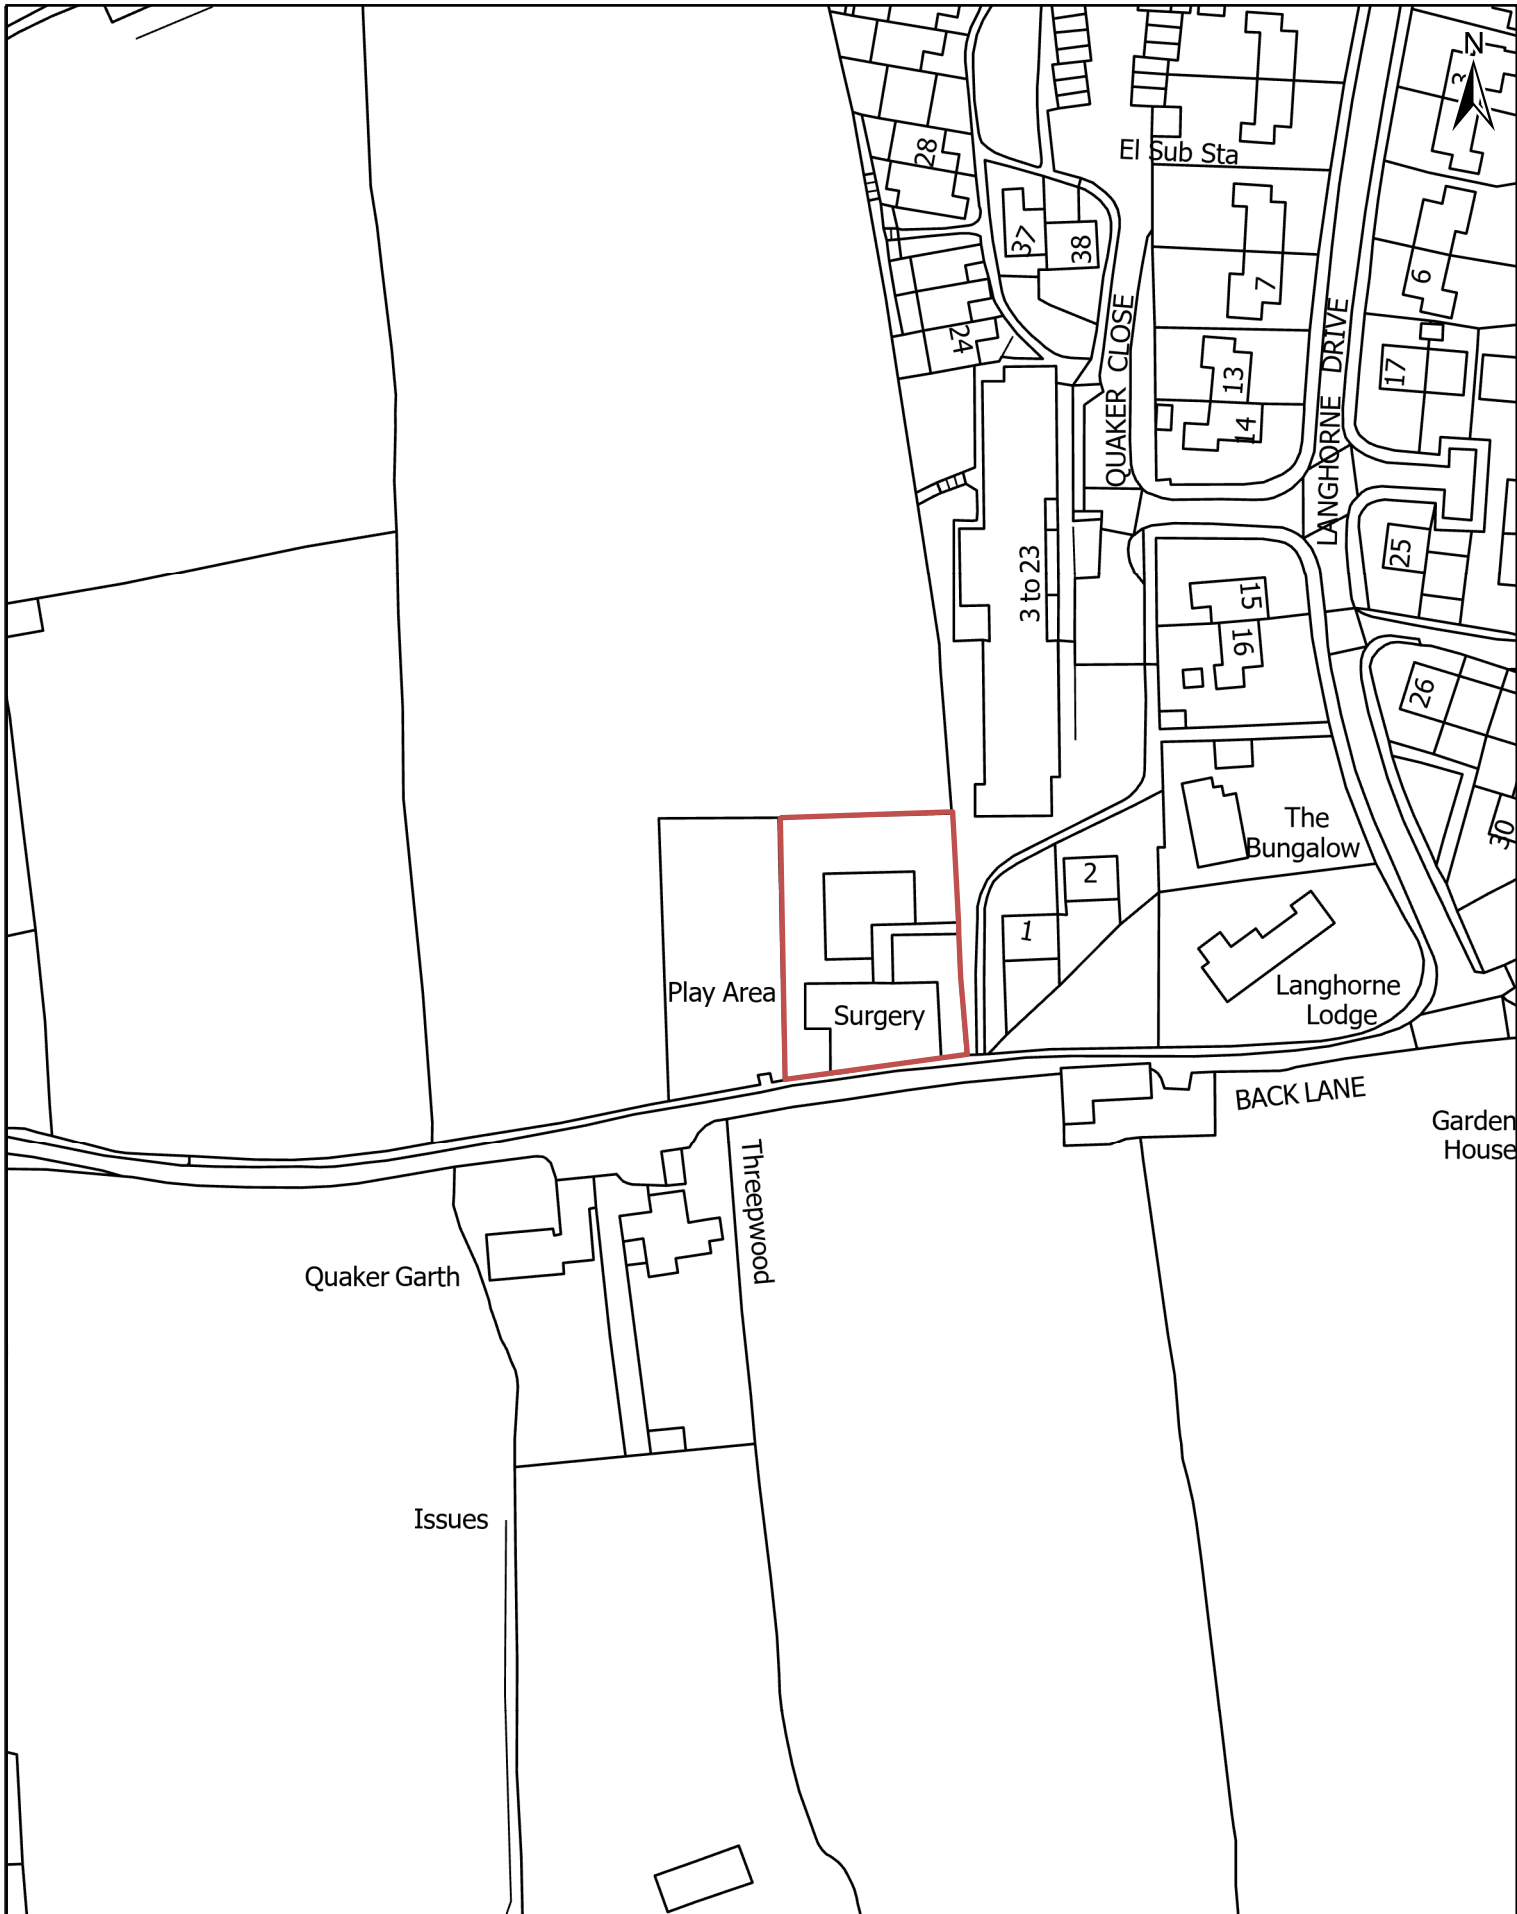 N
3
28
El Sub Sta
37
38
7
6
QUAKER CLOSE
LANGHORNE DRIVE
24
13
17
14
25
3 to 23
15
16
26
The
Bungalow
30
2
1
Play Area
Surgery
Langhorne
Lodge
BACK LANE
Garden
House
Threepwood
Quaker Garth
Issues